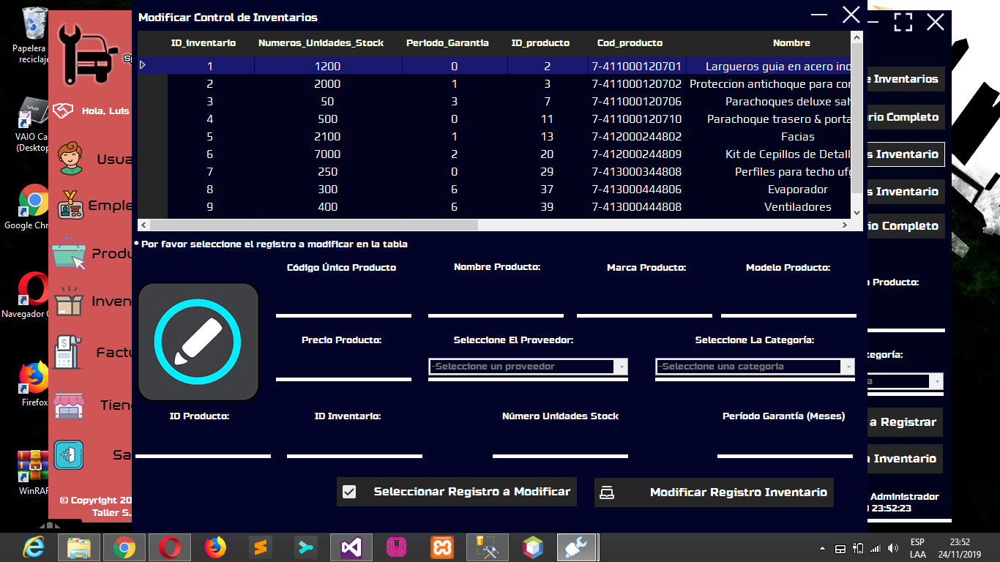 Modificar Control de Inventarios
ID_Inventario Numeros_Unidades_Stock Periodo_Garantia ID_producto Cod_producto Nombre
1 1200 0 2 7-411000120701 Largueros guia en acero ino
2 2000 1 3 7-411000120702 Proteccion antichoque para con
3 50 3 7 7-411000120706 Parachoques deluxe sah
4 500 0 11 7-411000120710 Parachoque trasero & porta
5 2100 1 13 7-412000244802 Facias
6 7000 2 20 7-412000244809 Kit de Cepillos de Detall
7 250 0 29 7-413000344808 Perfiles para techo ufg
8 300 6 37 7-413000444806 Evaporador
9 400 6 39 7-413000444808 Ventiladores
* Por favor seleccione el registro a modificar en la tabla
Código Único Producto Nombre Producto: Marca Producto: Modelo Producto:
Precio Producto: Seleccione El Proveedor: Seleccione La Categoría:
-Seleccione un proveedor -Seleccione una categoria
ID Producto: ID Inventario: Número Unidades Stock Período Garantía (Meses)
Seleccionar Registro a Modificar Modificar Registro Inventario
Papelera
reciclaje
VAIO Ca
(Desktop
Google Chr
Navegador
Firefox
WinRAR
Hola, Luis
Usua
Emple
Produ
Inven
Factu
Tien
Sa
© Copyright 20
Taller S.
e Inventarios
rio Completo
s Inventario
s Inventario
io Completo
o Producto:
tegoría:
a
a Registrar
Inventario
Administrador
23:52:23
ESP 23:52
LAA 24/11/2019